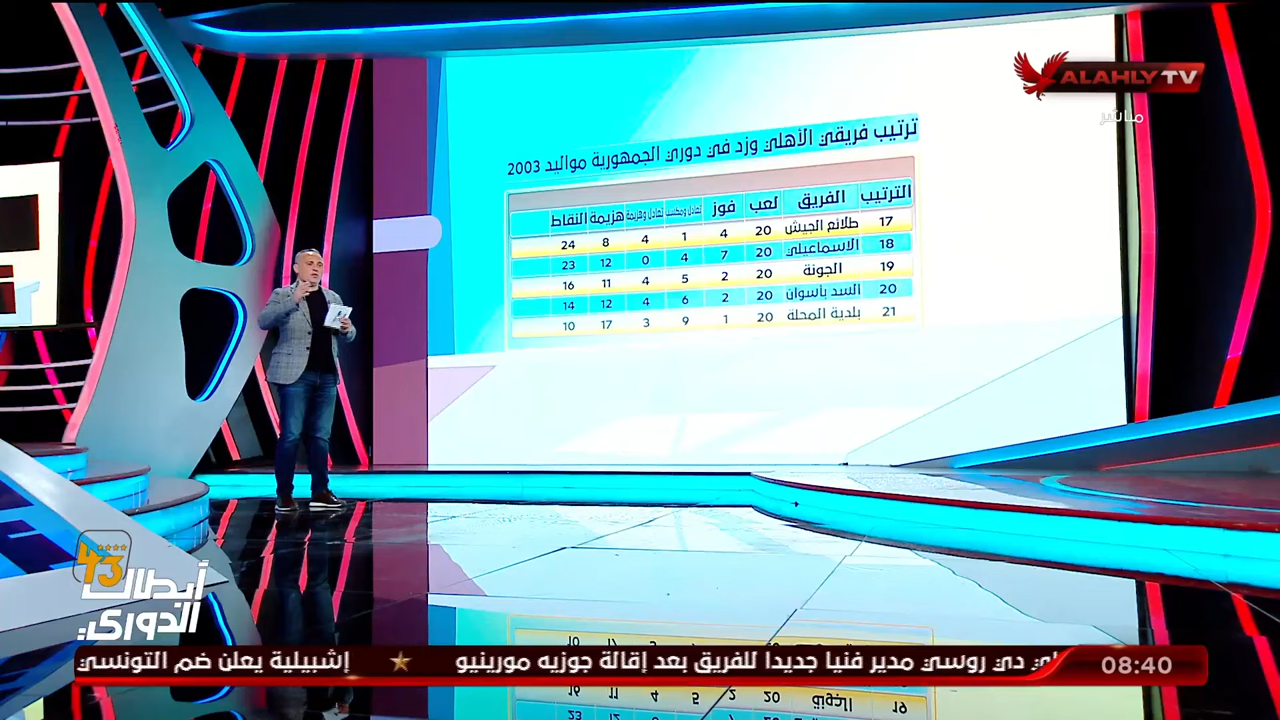 ALAHLY TV
مباشر
ترتيب فريقي الأهلي وزد في دوري الجمهورية مواليد 2003
الترتيب الفريق لعب فوز تعادل ومكسب تعادل وهزيمة هزيمة النقاط
17 طلائع الجيش 20 4 1 4 8 24
18 الاسماعيلي 20 7 4 0 12 23
19 الجونة 20 2 5 4 11 16
20 السد بأسوان 20 2 6 4 12 14
21 بلدية المحلة 20 1 9 3 17 10
43
أبطال
الدوري
08:40
دي روسي مدير فنيا جديدا للفريق بعد إقالة جوزيه مورينيو ★ إشبيلية يعلن ضم التونسي